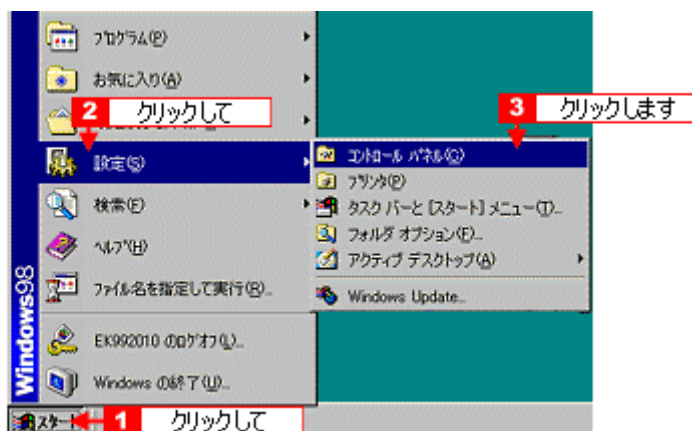 プログラム(P)
お気に入り(A)
2 クリックして
設定(S)
検索(F)
ヘルプ(H)
ファイル名を指定して実行(R)...
EK992010 のログオフ(L)...
Windows の終了(U)...
Windows98
スタート
1 クリックして
3 クリックします
コントロール パネル(C)
プリンタ(P)
タスク バーと [スタート] メニュー(T)...
フォルダ オプション(F)...
アクティブ デスクトップ(A)
Windows Update...